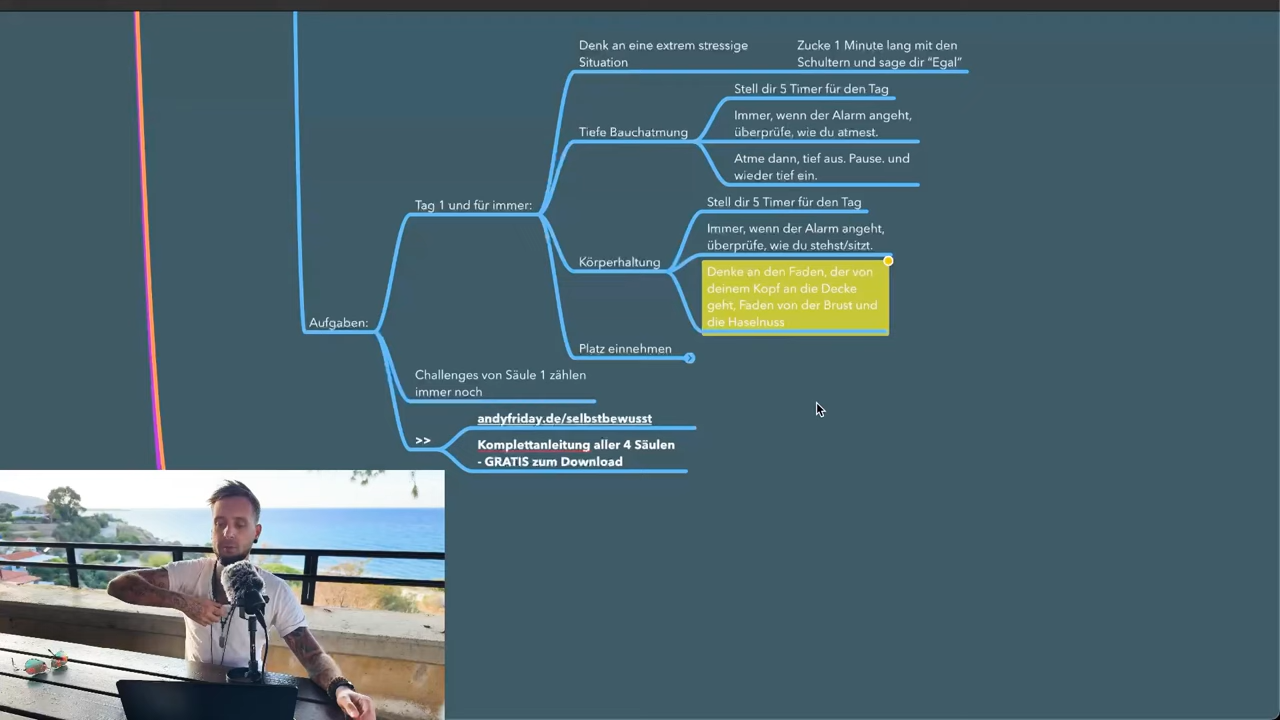 Denk an eine extrem stressige
Situation
Zucke 1 Minute lang mit den
Schultern und sage dir "Egal"
Stell dir 5 Timer für den Tag
Immer, wenn der Alarm angeht,
überprüfe, wie du atmest.
Tiefe Bauchatmung
Atme dann, tief aus. Pause. und
wieder tief ein.
Tag 1 und für immer:
Stell dir 5 Timer für den Tag
Immer, wenn der Alarm angeht,
überprüfe, wie du stehst/sitzt.
Körperhaltung
Denke an den Faden, der von
deinem Kopf an die Decke
geht, Faden von der Brust und
die Haselnuss
Aufgaben:
Platz einnehmen
Challenges von Säule 1 zählen
immer noch
>>
andyfriday.de/selbstbewusst
Komplettanleitung aller 4 Säulen
- GRATIS zum Download